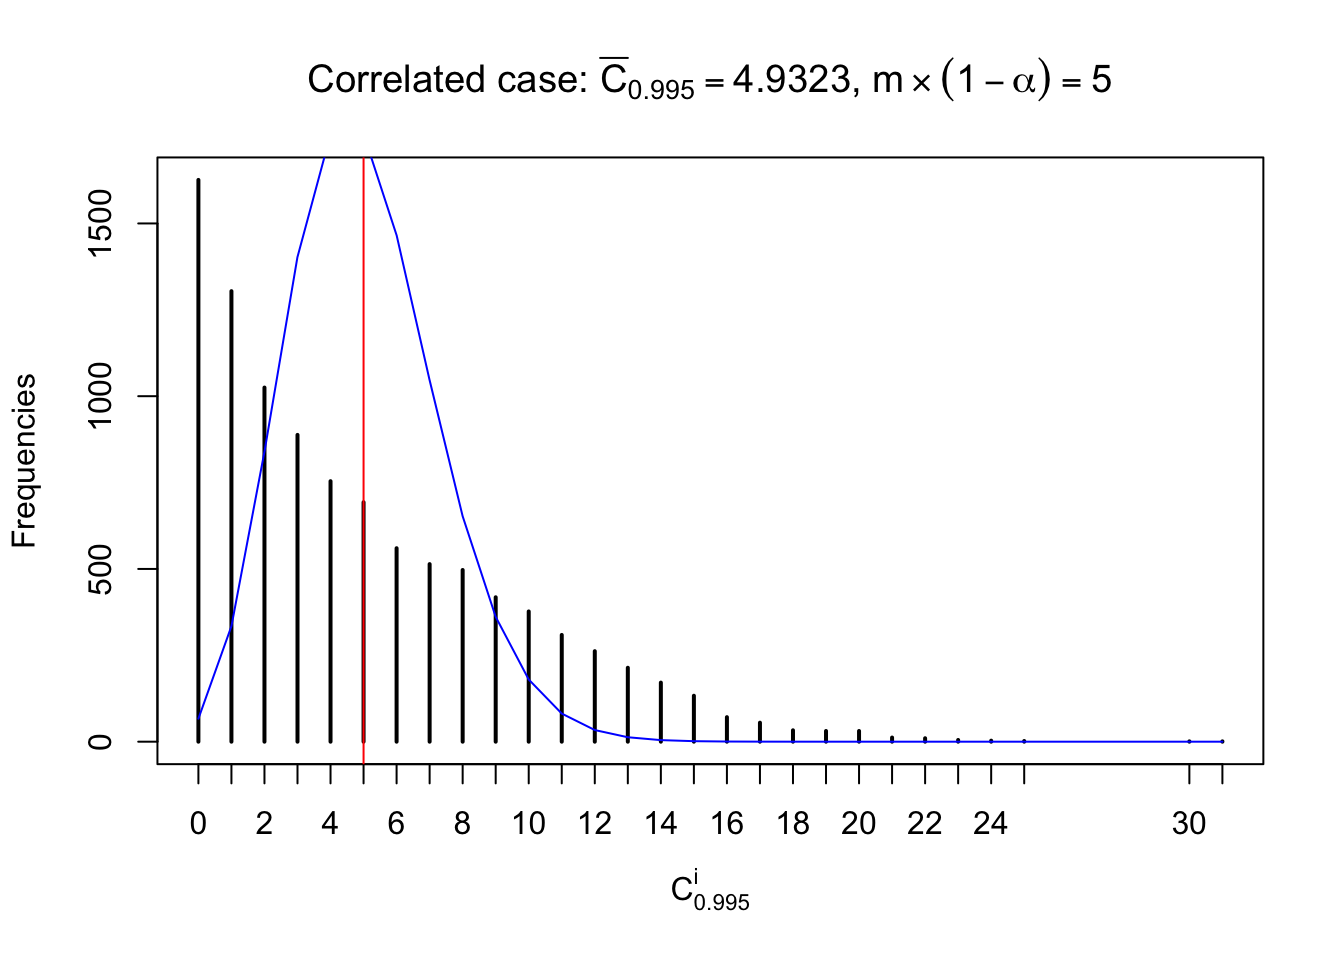 Correlated case: C̅₀.₉₉₅ = 4.9323, m × (1 − α) = 5
1500
1000
500
0
Frequencies
0 2 4 6 8 10 12 14 16 18 20 22 24 30
Cⁱ₀.₉₉₅